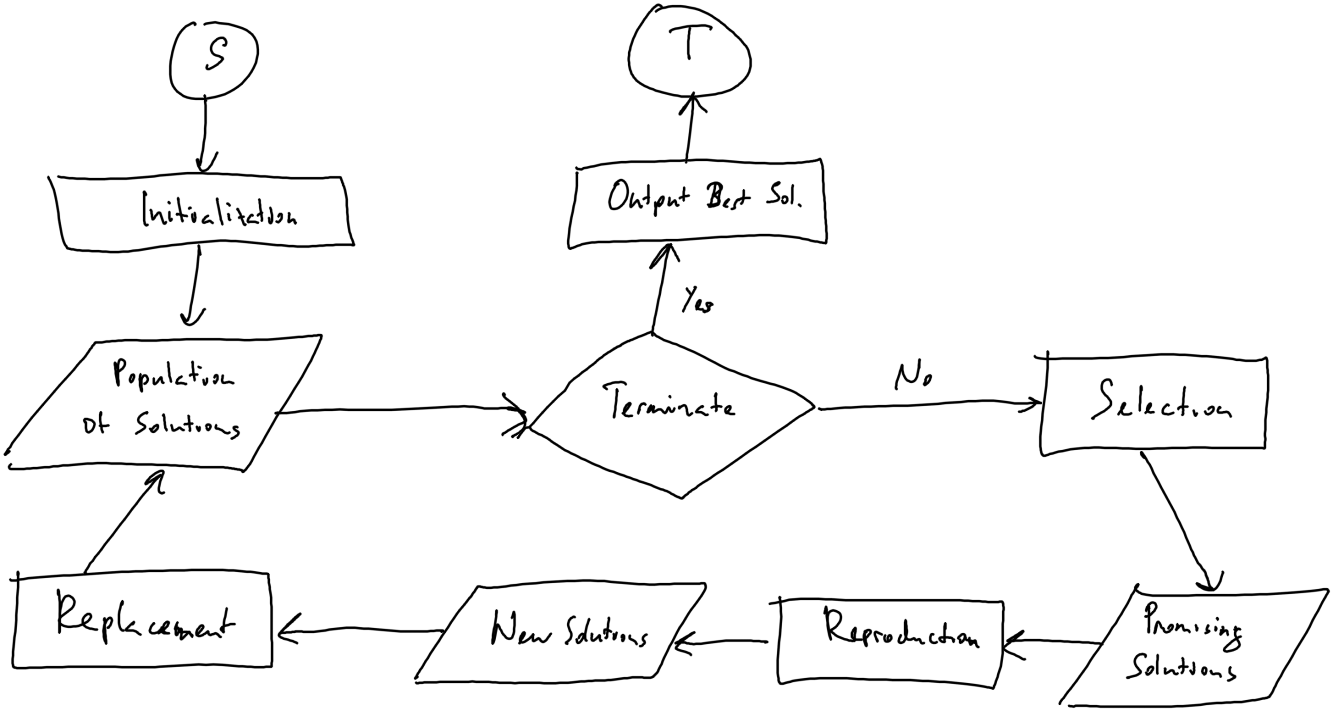 S
T
Initialization
Output Best Sol.
Yes
Population
of Solutions
Terminate
No
Selection
Replacement
New Solutions
Reproduction
Promising
Solutions